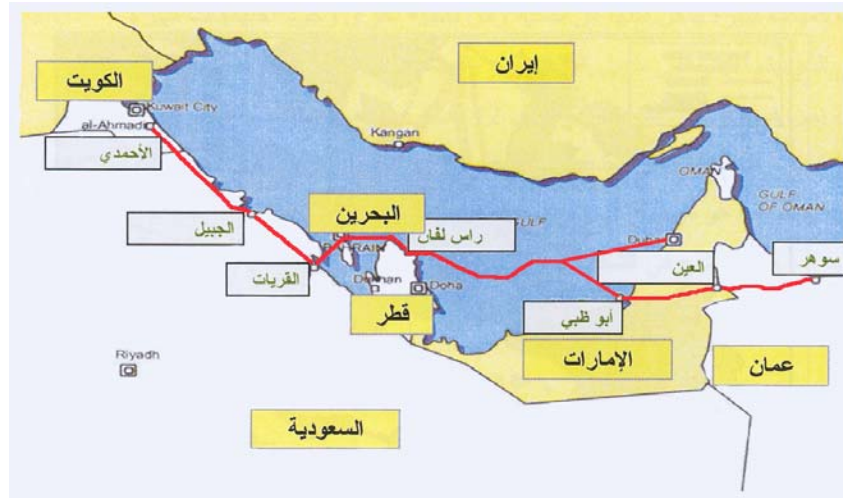 إيران
الكويت
Kuwait City
al-Ahmadi
Kangan
الأحمدي
OMAN
GULF
OF OMAN
البحرين
الجبيل
راس لفان
GULF
Dubai
سوهر
العين
القريات
Doha
قطر
أبو ظبي
Riyadh
الإمارات
عمان
السعودية